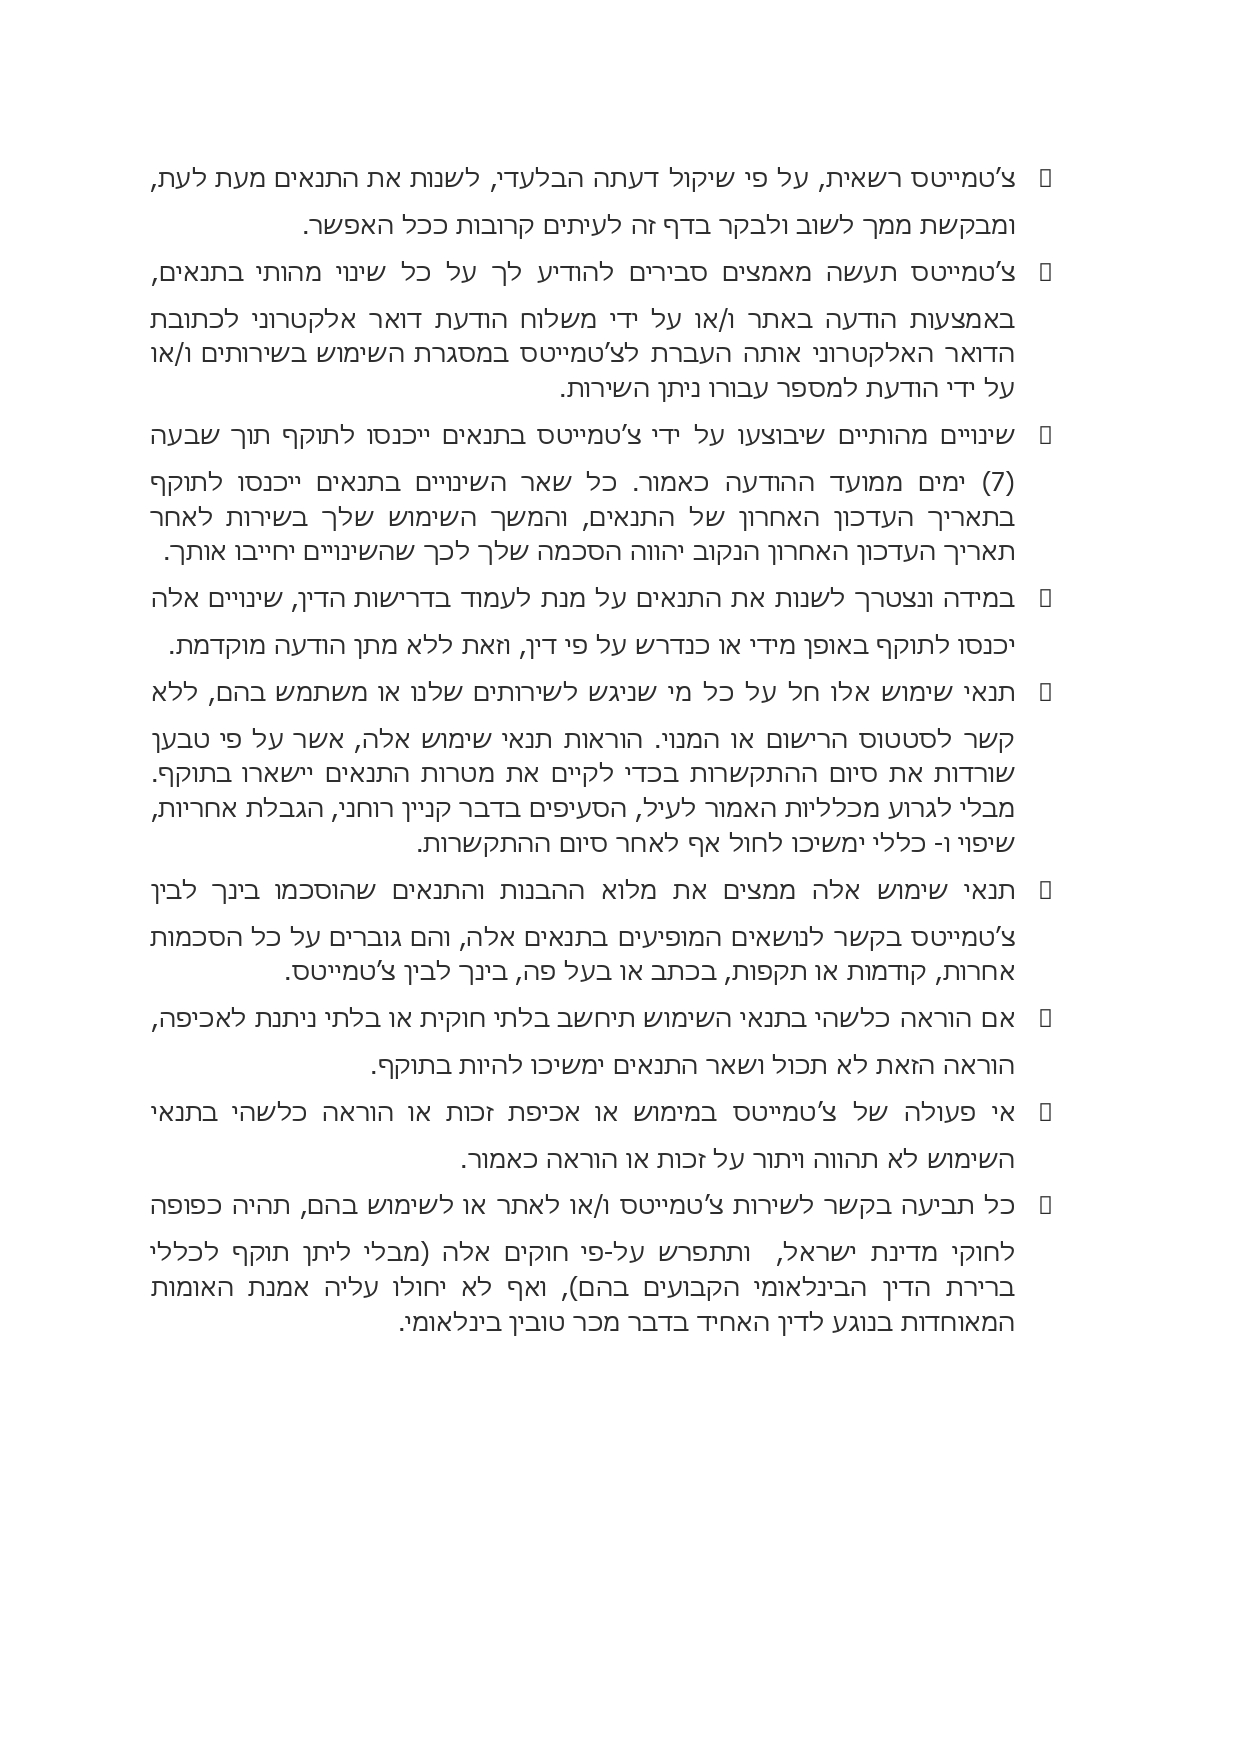 צ'טמייטס רשאית, על פי שיקול דעתה הבלעדי, לשנות את התנאים מעת לעת,
ומבקשת ממך לשוב ולבקר בדף זה לעיתים קרובות ככל האפשר.
צ'טמייטס תעשה מאמצים סבירים להודיע לך על כל שינוי מהותי בתנאים,
באמצעות הודעה באתר ו/או על ידי משלוח הודעת דואר אלקטרוני לכתובת
הדואר האלקטרוני אותה העברת לצ'טמייטס במסגרת השימוש בשירותים ו/או
על ידי הודעת למספר עבורו ניתן השירות.
שינויים מהותיים שיבוצעו על ידי צ'טמייטס בתנאים ייכנסו לתוקף תוך שבעה
(7) ימים ממועד ההודעה כאמור. כל שאר השינויים בתנאים ייכנסו לתוקף
בתאריך העדכון האחרון של התנאים, והמשך השימוש שלך בשירות לאחר
תאריך העדכון האחרון הנקוב יהווה הסכמה שלך לכך שהשינויים יחייבו אותך.
במידה ונצטרך לשנות את התנאים על מנת לעמוד בדרישות הדין, שינויים אלה
יכנסו לתוקף באופן מידי או כנדרש על פי דין, וזאת ללא מתן הודעה מוקדמת.
תנאי שימוש אלו חל על כל מי שניגש לשירותים שלנו או משתמש בהם, ללא
קשר לסטטוס הרישום או המנוי. הוראות תנאי שימוש אלה, אשר על פי טבען
שורדות את סיום ההתקשרות בכדי לקיים את מטרות התנאים יישארו בתוקף.
מבלי לגרוע מכלליות האמור לעיל, הסעיפים בדבר קניין רוחני, הגבלת אחריות,
שיפוי ו- כללי ימשיכו לחול אף לאחר סיום ההתקשרות.
תנאי שימוש אלה ממצים את מלוא ההבנות והתנאים שהוסכמו בינך לבין
צ'טמייטס בקשר לנושאים המופיעים בתנאים אלה, והם גוברים על כל הסכמות
אחרות, קודמות או תקפות, בכתב או בעל פה, בינך לבין צ'טמייטס.
אם הוראה כלשהי בתנאי השימוש תיחשב בלתי חוקית או בלתי ניתנת לאכיפה,
הוראה הזאת לא תכול ושאר התנאים ימשיכו להיות בתוקף.
אי פעולה של צ'טמייטס במימוש או אכיפת זכות או הוראה כלשהי בתנאי
השימוש לא תהווה ויתור על זכות או הוראה כאמור.
כל תביעה בקשר לשירות צ'טמייטס ו/או לאתר או לשימוש בהם, תהיה כפופה
לחוקי מדינת ישראל, ותתפרש על-פי חוקים אלה (מבלי ליתן תוקף לכללי
ברירת הדין הבינלאומי הקבועים בהם), ואף לא יחולו עליה אמנת האומות
המאוחדות בנוגע לדין האחיד בדבר מכר טובין בינלאומי.